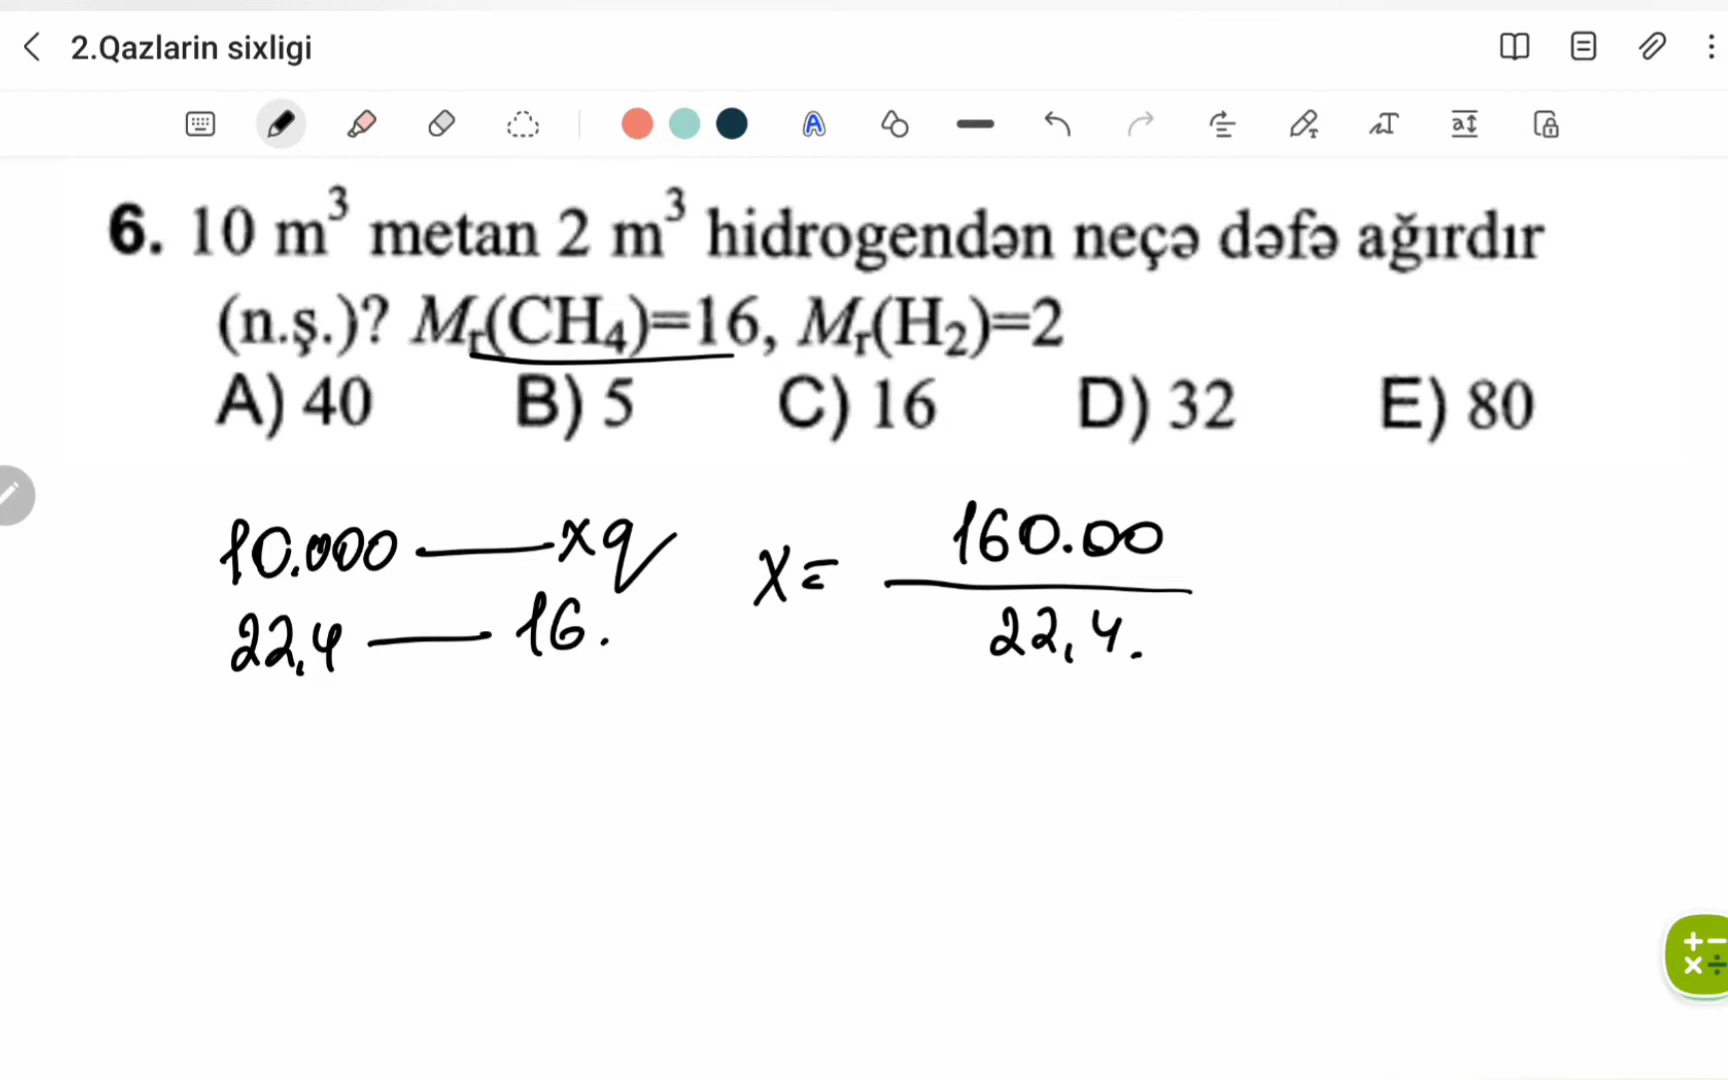 2.Qazlarin sixligi
6. 10 m³ metan 2 m³ hidrogendən neçə dəfə ağırdır
(n.ş.)? Mᵣ(CH₄)=16, Mᵣ(H₂)=2
A) 40 B) 5 C) 16 D) 32 E) 80
10.000 — xq
22,4 — 16.
x = 160.00
22,4.